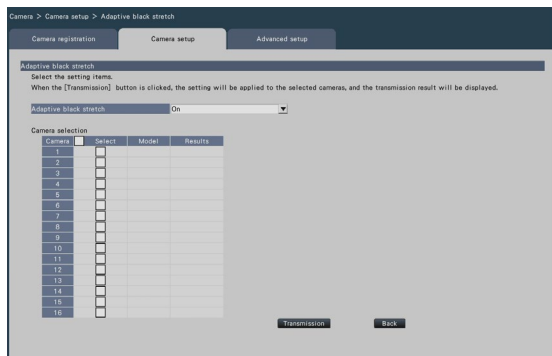 Camera > Camera setup > Adaptive black stretch
Camera registration Camera setup Advanced setup
Adaptive black stretch
Select the setting items.
When the [Transmission] button is clicked, the setting will be applied to the selected cameras, and the transmission result will be displayed.
Adaptive black stretch On
Camera selection
Camera Select Model Results
1
2
3
4
5
6
7
8
9
10
11
12
13
14
15
16
Transmission Back